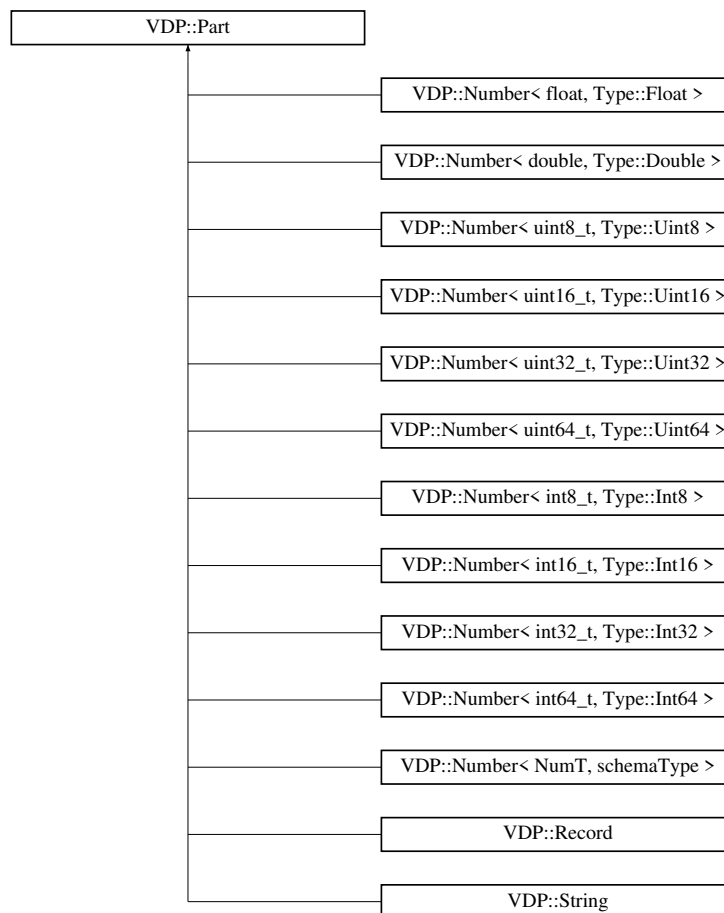 VDP::Part
VDP::Number< float, Type::Float >
VDP::Number< double, Type::Double >
VDP::Number< uint8_t, Type::Uint8 >
VDP::Number< uint16_t, Type::Uint16 >
VDP::Number< uint32_t, Type::Uint32 >
VDP::Number< uint64_t, Type::Uint64 >
VDP::Number< int8_t, Type::Int8 >
VDP::Number< int16_t, Type::Int16 >
VDP::Number< int32_t, Type::Int32 >
VDP::Number< int64_t, Type::Int64 >
VDP::Number< NumT, schemaType >
VDP::Record
VDP::String